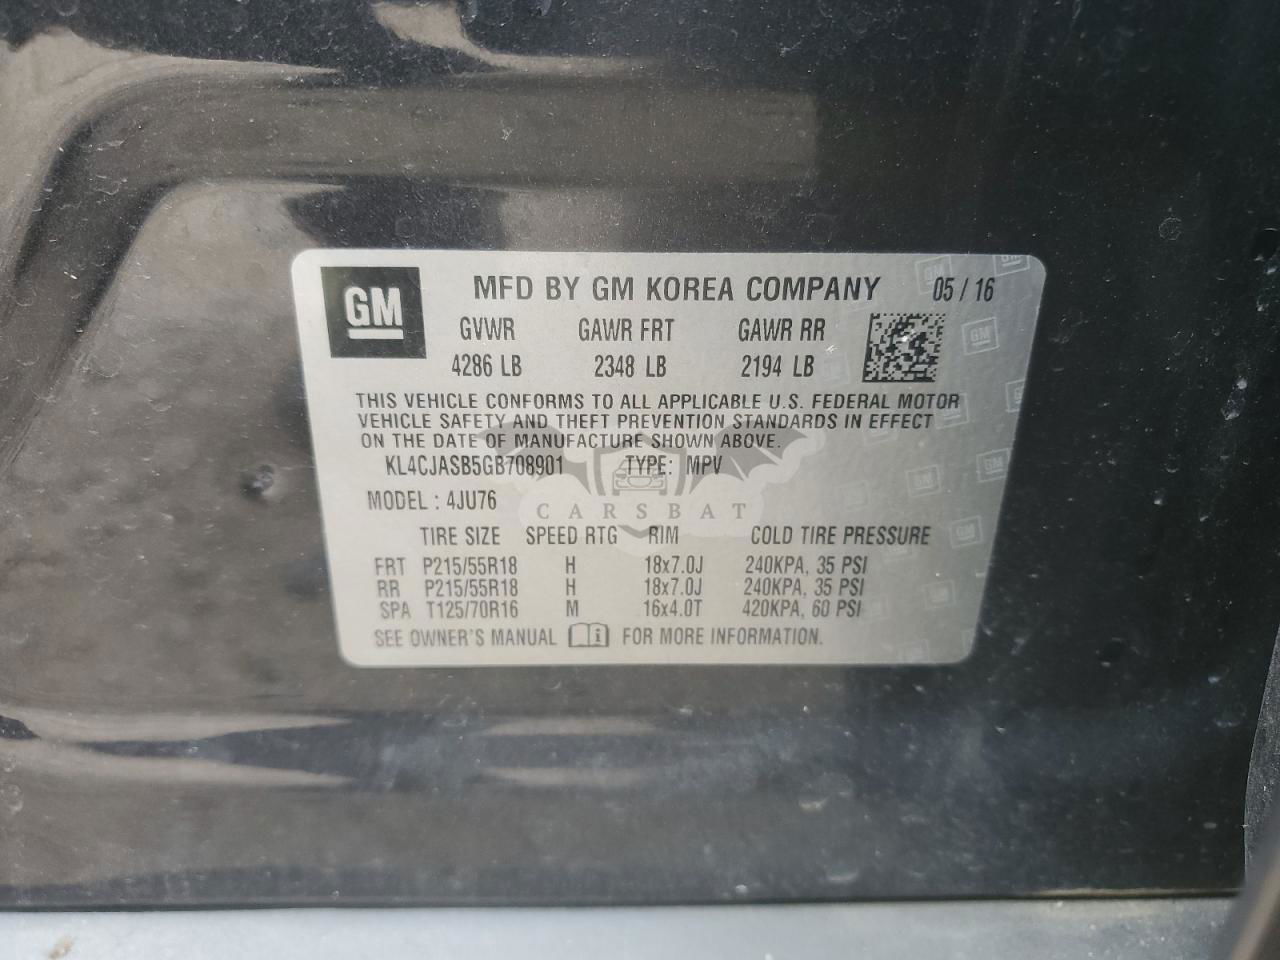 GM MFD BY GM KOREA COMPANY 05 / 16
GVWR GAWR FRT GAWR RR
4286 LB 2348 LB 2194 LB
THIS VEHICLE CONFORMS TO ALL APPLICABLE U.S. FEDERAL MOTOR
VEHICLE SAFETY AND THEFT PREVENTION STANDARDS IN EFFECT
ON THE DATE OF MANUFACTURE SHOWN ABOVE.
KL4CJASB5GB708901 TYPE: MPV
MODEL : 4JU76
CARSBAT
TIRE SIZE SPEED RTG RIM COLD TIRE PRESSURE
FRT P215/55R18 H 18x7.0J 240KPA, 35 PSI
RR P215/55R18 H 18x7.0J 240KPA, 35 PSI
SPA T125/70R16 M 16x4.0T 420KPA, 60 PSI
SEE OWNER'S MANUAL i FOR MORE INFORMATION.